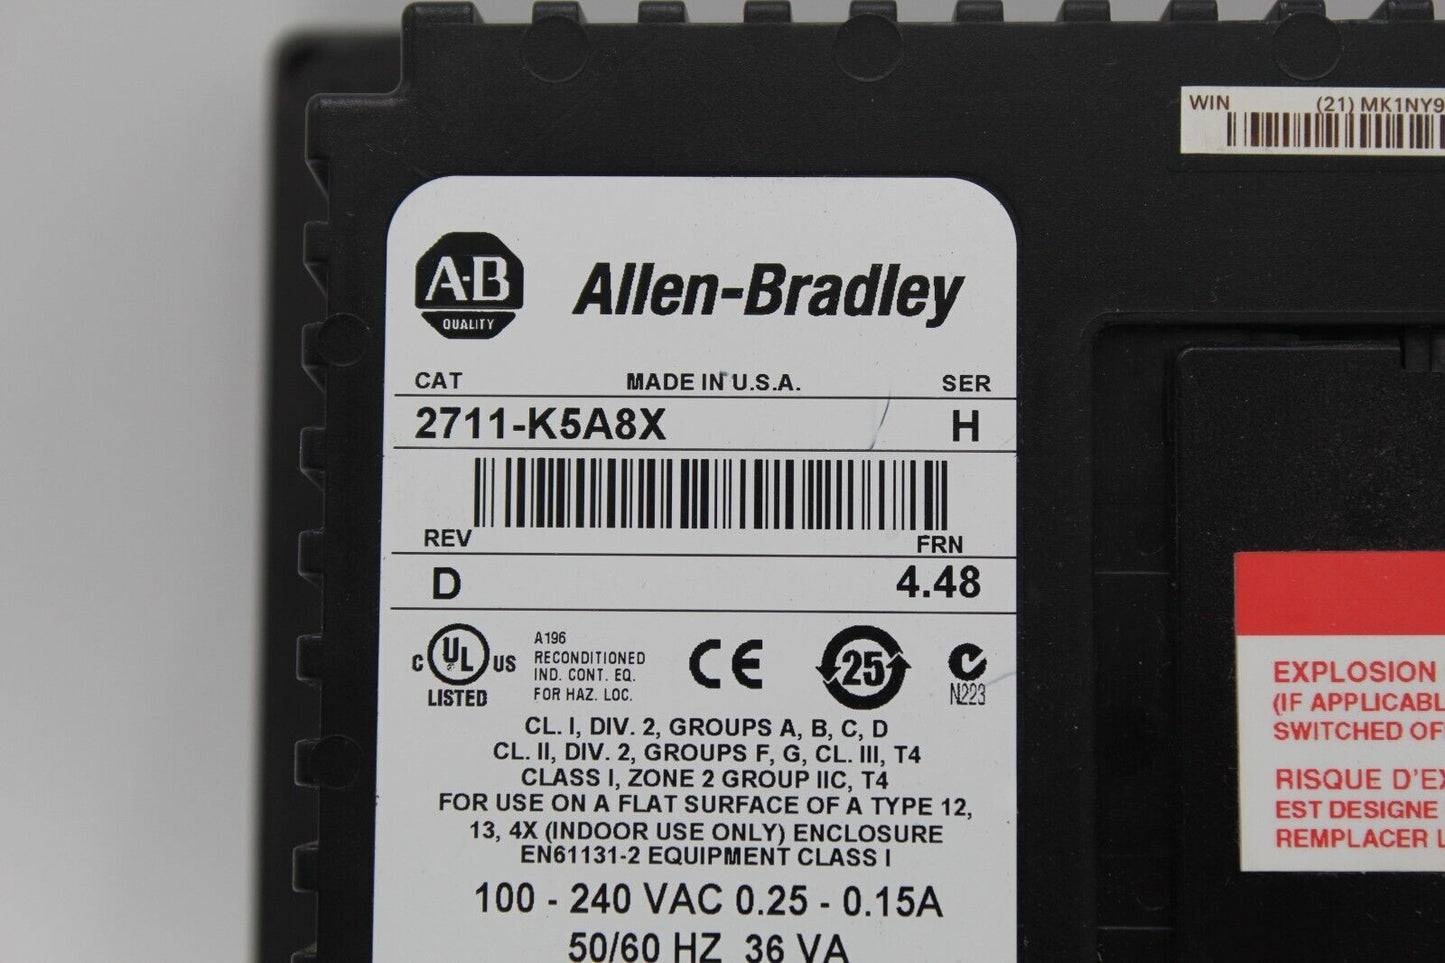 WIN (21) MK1NY9
A-B
QUALITY
Allen-Bradley
CAT MADE IN U.S.A. SER
2711-K5A8X H
REV FRN
D 4.48
C UL US
LISTED
A196
RECONDITIONED
IND. CONT. EQ.
FOR HAZ. LOC.
CE
25
N223
CL. I, DIV. 2, GROUPS A, B, C, D
CL. II, DIV. 2, GROUPS F, G, CL. III, T4
CLASS I, ZONE 2 GROUP IIC, T4
FOR USE ON A FLAT SURFACE OF A TYPE 12,
13, 4X (INDOOR USE ONLY) ENCLOSURE
EN61131-2 EQUIPMENT CLASS I
100 - 240 VAC 0.25 - 0.15A
50/60 HZ 36 VA
EXPLOSION
(IF APPLICABL
SWITCHED OF
RISQUE D'EX
EST DESIGNE
REMPLACER L